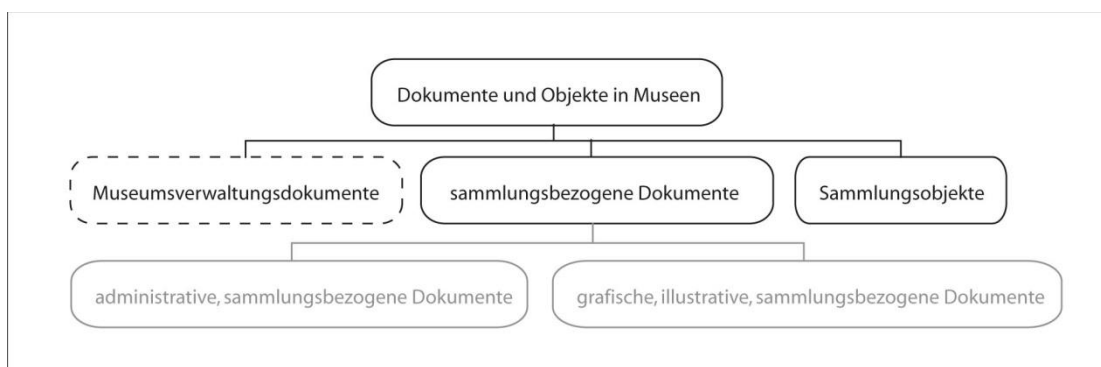 Dokumente und Objekte in Museen
Museumsverwaltungsdokumente
sammlungsbezogene Dokumente
Sammlungsobjekte
administrative, sammlungsbezogene Dokumente
grafische, illustrative, sammlungsbezogene Dokumente